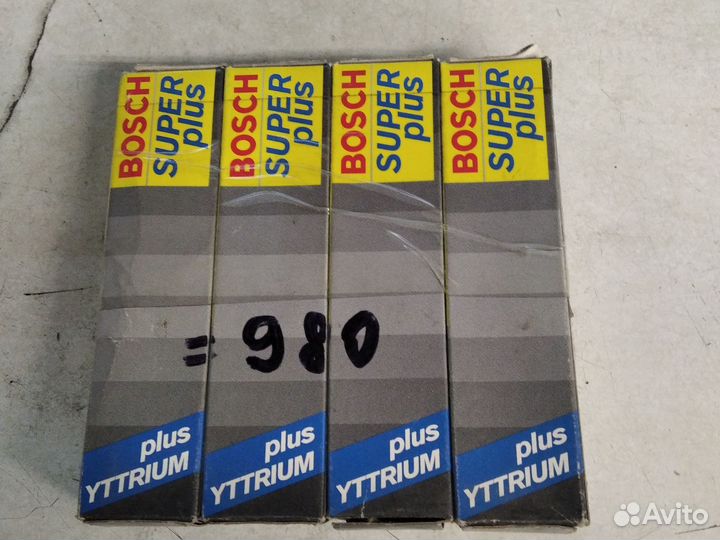 BOSCH
SUPER
plus
BOSCH
SUPER
plus
BOSCH
SUPER
plus
BOSCH
SUPER
plus
= 980
plus
YTTRIUM
plus
YTTRIUM
plus
YTTRIUM
plus
YTTRIUM
Avito